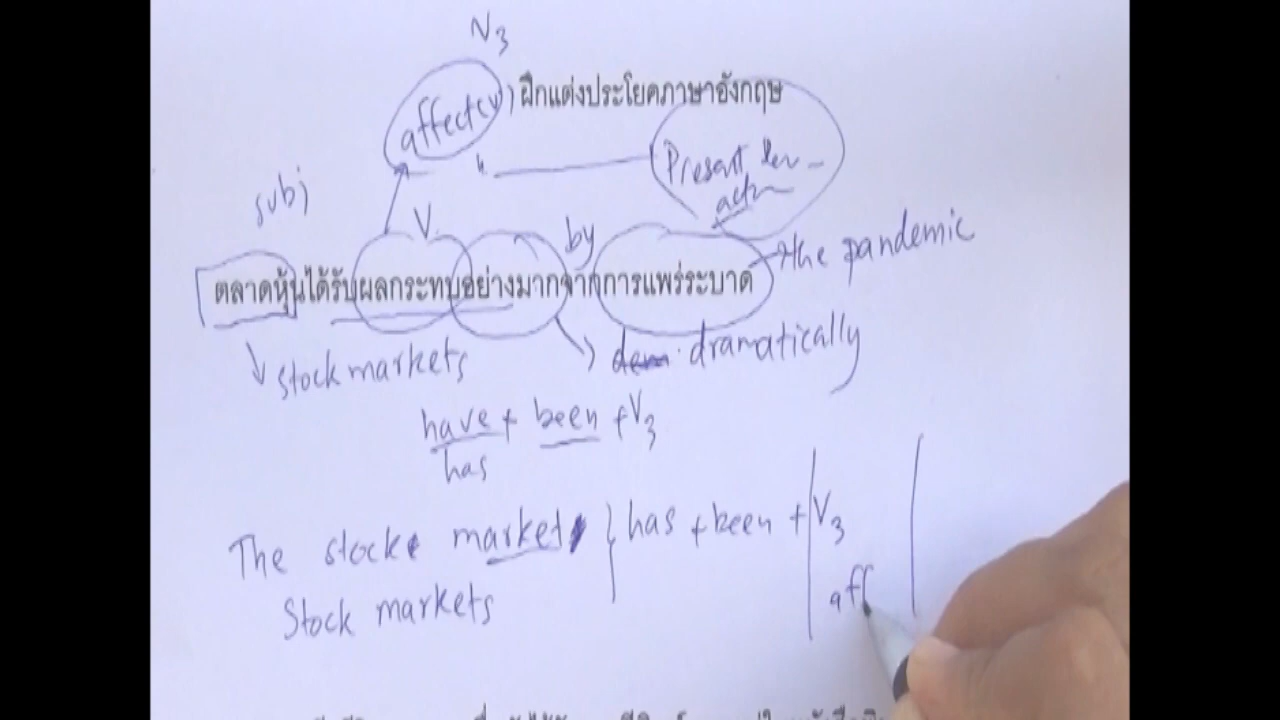 V3
affect(v) ฝึกแต่งประโยคภาษาอังกฤษ
Present
subj V. by the pandemic
ตลาดหุ้นได้รับผลกระทบอย่างมากจากการแพร่ระบาด
stock markets dramatically
have + been + V3
has
The stock market has + been + V3
Stock markets aff